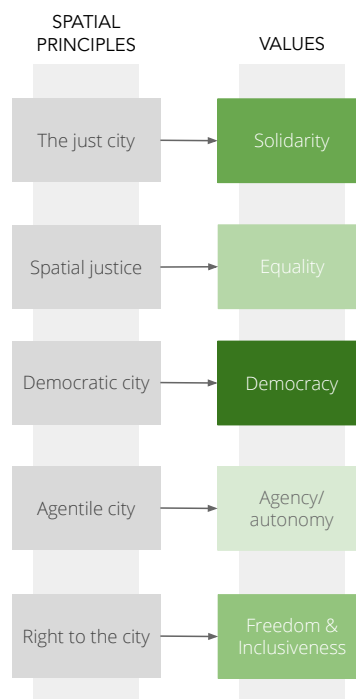 SPATIAL
PRINCIPLES
VALUES
The just city
Solidarity
Spatial justice
Equality
Democratic city
Democracy
Agentile city
Agency/
autonomy
Right to the city
Freedom &
Inclusiveness